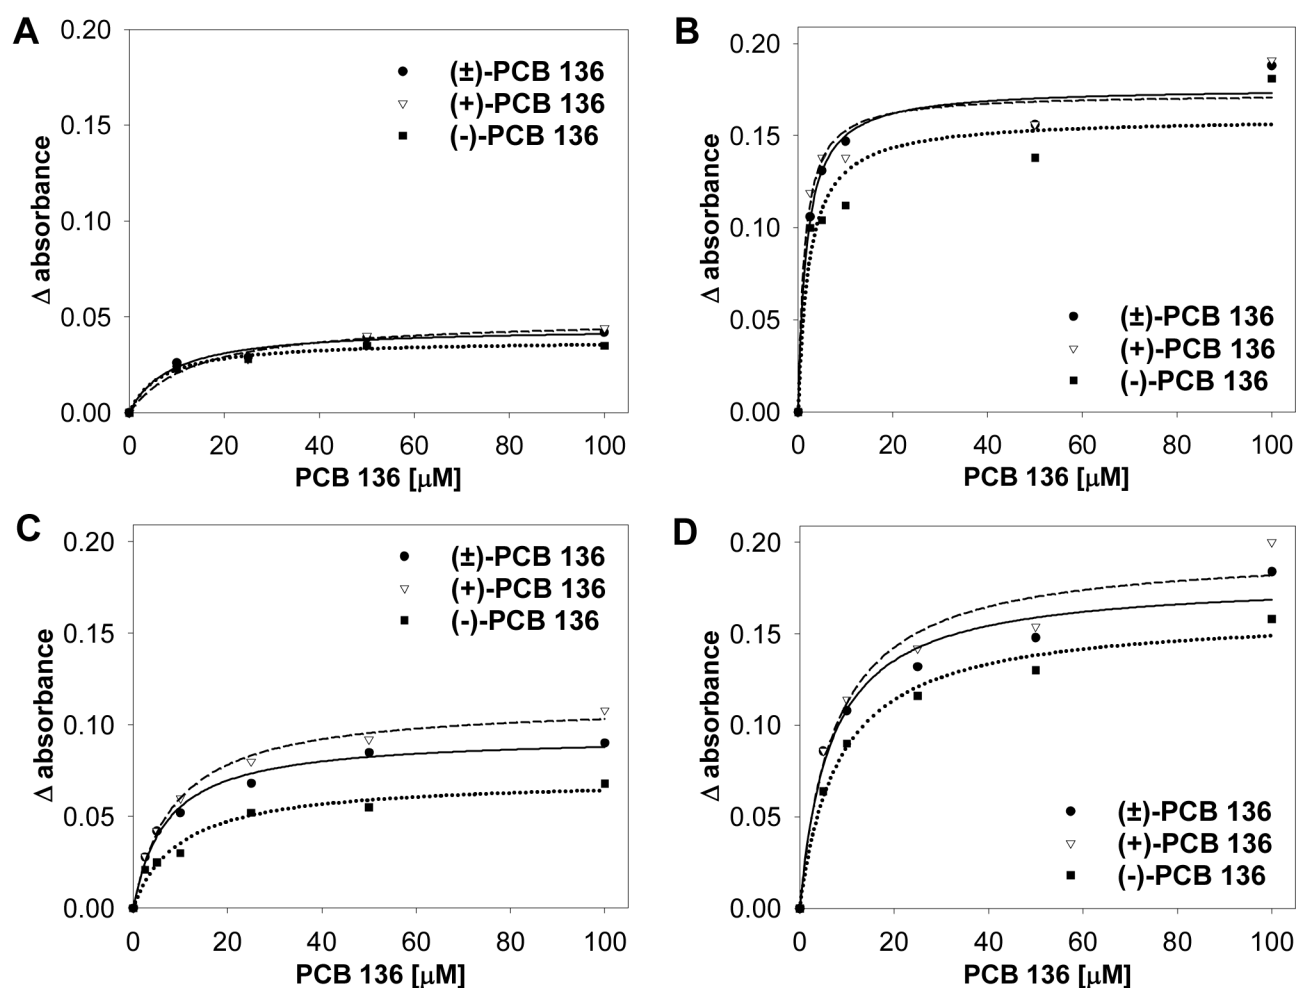 A
0.20
0.15
0.10
0.05
0.00
Δ absorbance
(±)-PCB 136
(+)-PCB 136
(-)-PCB 136
0 20 40 60 80 100
PCB 136 [μM]
B
0.20
0.15
0.10
0.05
0.00
Δ absorbance
(±)-PCB 136
(+)-PCB 136
(-)-PCB 136
0 20 40 60 80 100
PCB 136 [μM]
C
0.20
0.15
0.10
0.05
0.00
Δ absorbance
(±)-PCB 136
(+)-PCB 136
(-)-PCB 136
0 20 40 60 80 100
PCB 136 [μM]
D
0.20
0.15
0.10
0.05
0.00
Δ absorbance
(±)-PCB 136
(+)-PCB 136
(-)-PCB 136
0 20 40 60 80 100
PCB 136 [μM]